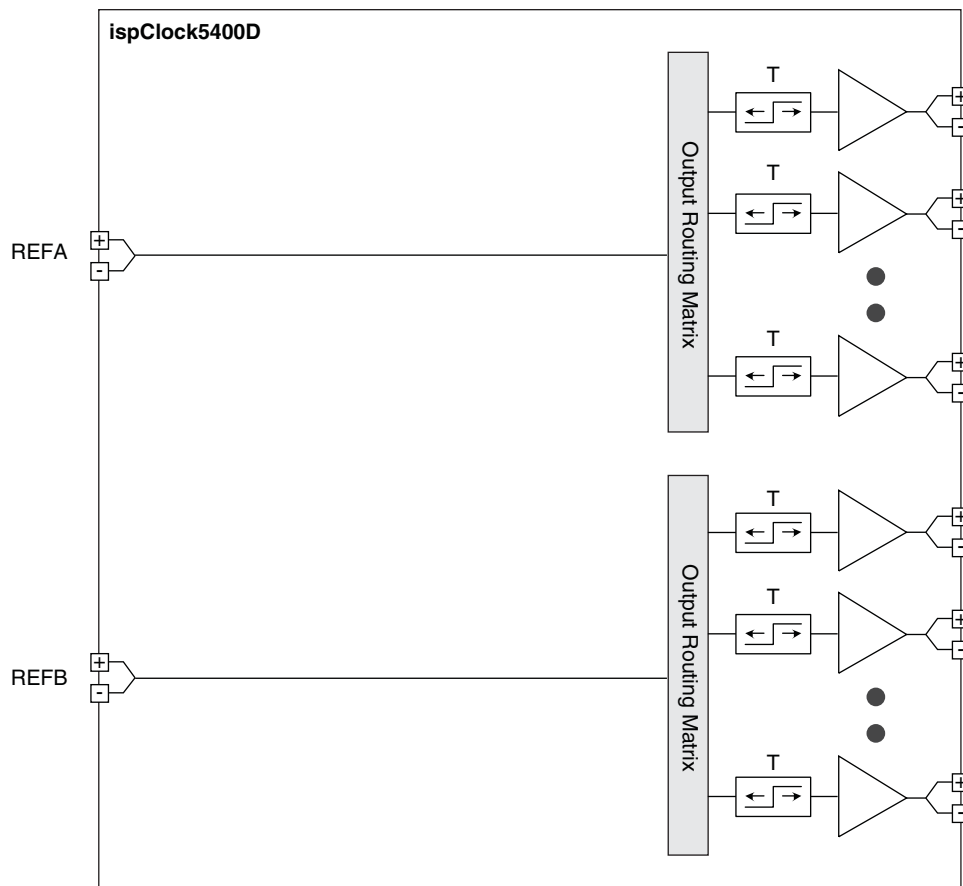 ispClock5400D
T
T
T
Output Routing Matrix
REFA
+
-
+
-
+
-
+
-
T
T
T
Output Routing Matrix
REFB
+
-
+
-
+
-
+
-